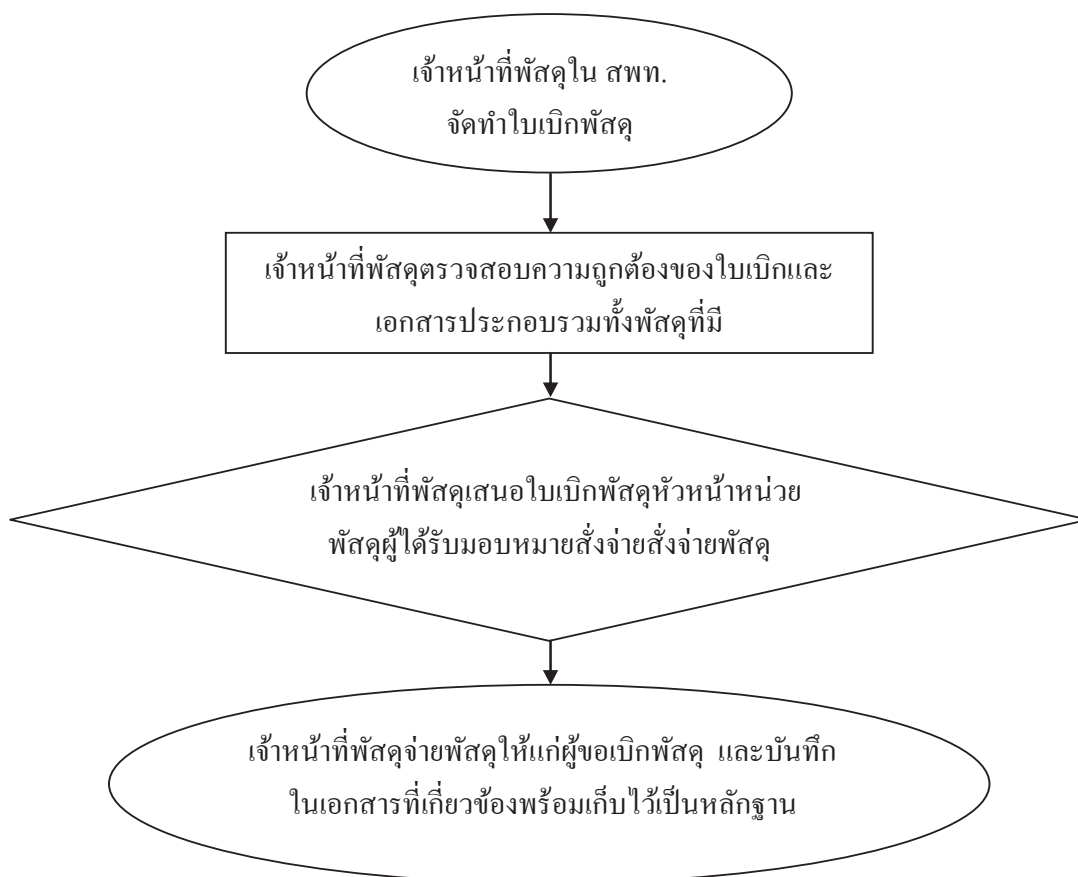 เจ้าหน้าที่พัสดุใน สพท.
จัดทำใบเบิกพัสดุ
เจ้าหน้าที่พัสดุตรวจสอบความถูกต้องของใบเบิกและ
เอกสารประกอบรวมทั้งพัสดุที่มี
เจ้าหน้าที่พัสดุเสนอใบเบิกพัสดุหัวหน้าหน่วย
พัสดุผู้ได้รับมอบหมายสั่งจ่ายสั่งจ่ายพัสดุ
เจ้าหน้าที่พัสดุจ่ายพัสดุให้แก่ผู้ขอเบิกพัสดุ และบันทึก
ในเอกสารที่เกี่ยวข้องพร้อมเก็บไว้เป็นหลักฐาน